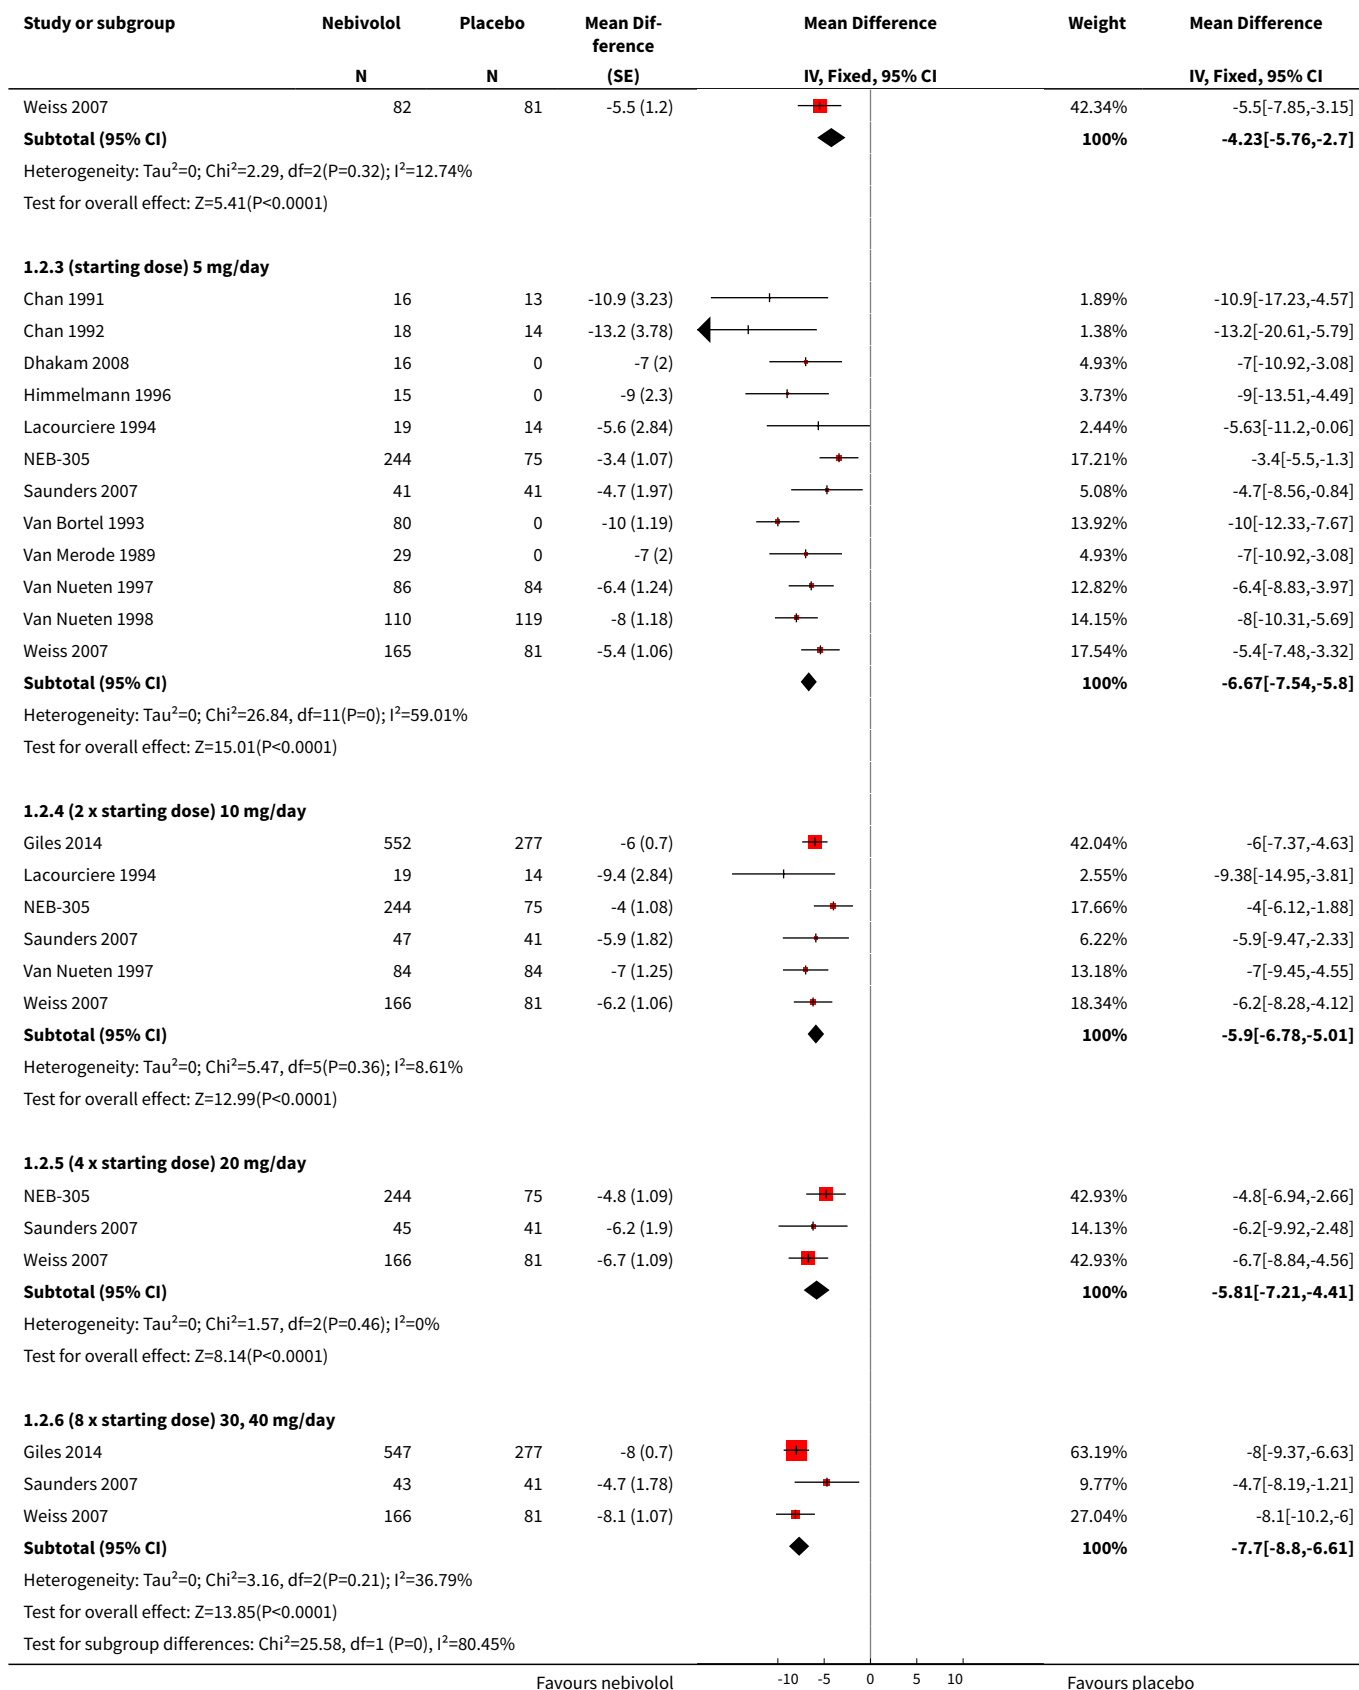 Study or subgroup Nebivolol Placebo Mean Dif- Mean Difference Weight Mean Difference
ference
N N (SE) IV, Fixed, 95% CI IV, Fixed, 95% CI
Weiss 2007 82 81 -5.5 (1.2) 42.34% -5.5[-7.85,-3.15]
Subtotal (95% CI) 100% -4.23[-5.76,-2.7]
Heterogeneity: Tau²=0; Chi²=2.29, df=2(P=0.32); I²=12.74%
Test for overall effect: Z=5.41(P<0.0001)
1.2.3 (starting dose) 5 mg/day
Chan 1991 16 13 -10.9 (3.23) 1.89% -10.9[-17.23,-4.57]
Chan 1992 18 14 -13.2 (3.78) 1.38% -13.2[-20.61,-5.79]
Dhakam 2008 16 0 -7 (2) 4.93% -7[-10.92,-3.08]
Himmelmann 1996 15 0 -9 (2.3) 3.73% -9[-13.51,-4.49]
Lacourciere 1994 19 14 -5.6 (2.84) 2.44% -5.63[-11.2,-0.06]
NEB-305 244 75 -3.4 (1.07) 17.21% -3.4[-5.5,-1.3]
Saunders 2007 41 41 -4.7 (1.97) 5.08% -4.7[-8.56,-0.84]
Van Bortel 1993 80 0 -10 (1.19) 13.92% -10[-12.33,-7.67]
Van Merode 1989 29 0 -7 (2) 4.93% -7[-10.92,-3.08]
Van Nueten 1997 86 84 -6.4 (1.24) 12.82% -6.4[-8.83,-3.97]
Van Nueten 1998 110 119 -8 (1.18) 14.15% -8[-10.31,-5.69]
Weiss 2007 165 81 -5.4 (1.06) 17.54% -5.4[-7.48,-3.32]
Subtotal (95% CI) 100% -6.67[-7.54,-5.8]
Heterogeneity: Tau²=0; Chi²=26.84, df=11(P=0); I²=59.01%
Test for overall effect: Z=15.01(P<0.0001)
1.2.4 (2 x starting dose) 10 mg/day
Giles 2014 552 277 -6 (0.7) 42.04% -6[-7.37,-4.63]
Lacourciere 1994 19 14 -9.4 (2.84) 2.55% -9.38[-14.95,-3.81]
NEB-305 244 75 -4 (1.08) 17.66% -4[-6.12,-1.88]
Saunders 2007 47 41 -5.9 (1.82) 6.22% -5.9[-9.47,-2.33]
Van Nueten 1997 84 84 -7 (1.25) 13.18% -7[-9.45,-4.55]
Weiss 2007 166 81 -6.2 (1.06) 18.34% -6.2[-8.28,-4.12]
Subtotal (95% CI) 100% -5.9[-6.78,-5.01]
Heterogeneity: Tau²=0; Chi²=5.47, df=5(P=0.36); I²=8.61%
Test for overall effect: Z=12.99(P<0.0001)
1.2.5 (4 x starting dose) 20 mg/day
NEB-305 244 75 -4.8 (1.09) 42.93% -4.8[-6.94,-2.66]
Saunders 2007 45 41 -6.2 (1.9) 14.13% -6.2[-9.92,-2.48]
Weiss 2007 166 81 -6.7 (1.09) 42.93% -6.7[-8.84,-4.56]
Subtotal (95% CI) 100% -5.81[-7.21,-4.41]
Heterogeneity: Tau²=0; Chi²=1.57, df=2(P=0.46); I²=0%
Test for overall effect: Z=8.14(P<0.0001)
1.2.6 (8 x starting dose) 30, 40 mg/day
Giles 2014 547 277 -8 (0.7) 63.19% -8[-9.37,-6.63]
Saunders 2007 43 41 -4.7 (1.78) 9.77% -4.7[-8.19,-1.21]
Weiss 2007 166 81 -8.1 (1.07) 27.04% -8.1[-10.2,-6]
Subtotal (95% CI) 100% -7.7[-8.8,-6.61]
Heterogeneity: Tau²=0; Chi²=3.16, df=2(P=0.21); I²=36.79%
Test for overall effect: Z=13.85(P<0.0001)
Test for subgroup differences: Chi²=25.58, df=1 (P=0), I²=80.45%
Favours nebivolol -10 -5 0 5 10 Favours placebo